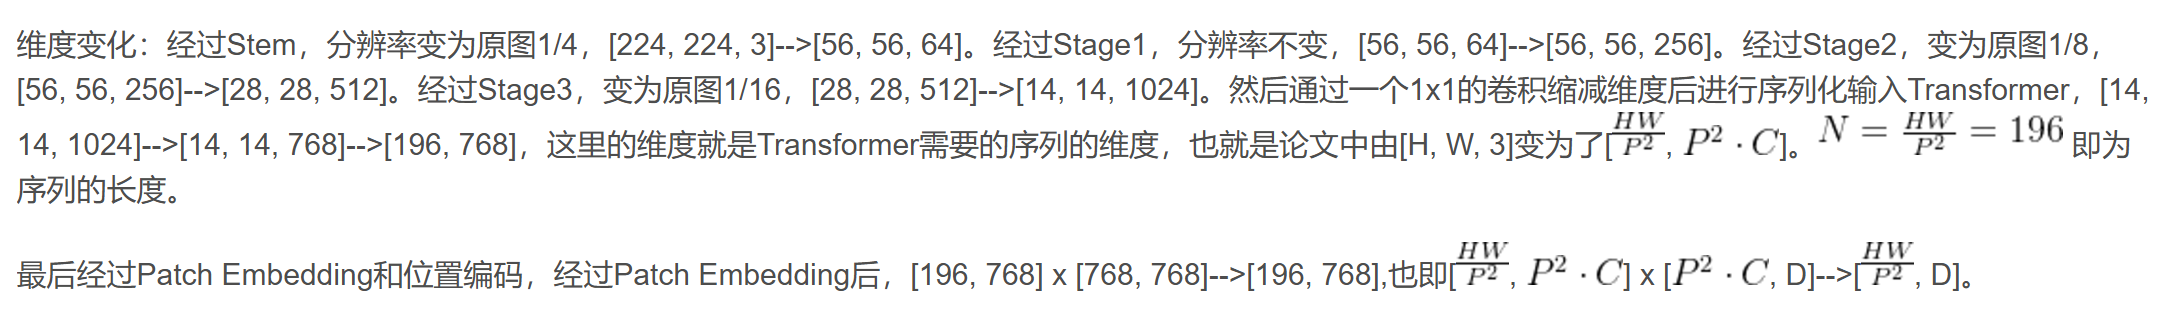 维度变化：经过Stem，分辨率变为原图1/4，[224, 224, 3]-->[56, 56, 64]。经过Stage1，分辨率不变，[56, 56, 64]-->[56, 56, 256]。经过Stage2，变为原图1/8，
[56, 56, 256]-->[28, 28, 512]。经过Stage3，变为原图1/16，[28, 28, 512]-->[14, 14, 1024]。然后通过一个1x1的卷积缩减维度后进行序列化输入Transformer，[14,
14, 1024]-->[14, 14, 768]-->[196, 768]，这里的维度就是Transformer需要的序列的维度，也就是论文中由[H, W, 3]变为了[$\frac{HW}{P^2}$, $P^2 \cdot C$]。$N = \frac{HW}{P^2} = 196$ 即为
序列的长度。
最后经过Patch Embedding和位置编码，经过Patch Embedding后，[196, 768] x [768, 768]-->[196, 768],也即[$\frac{HW}{P^2}$, $P^2 \cdot C$] x [$P^2 \cdot C$, D]-->[$\frac{HW}{P^2}$, D]。